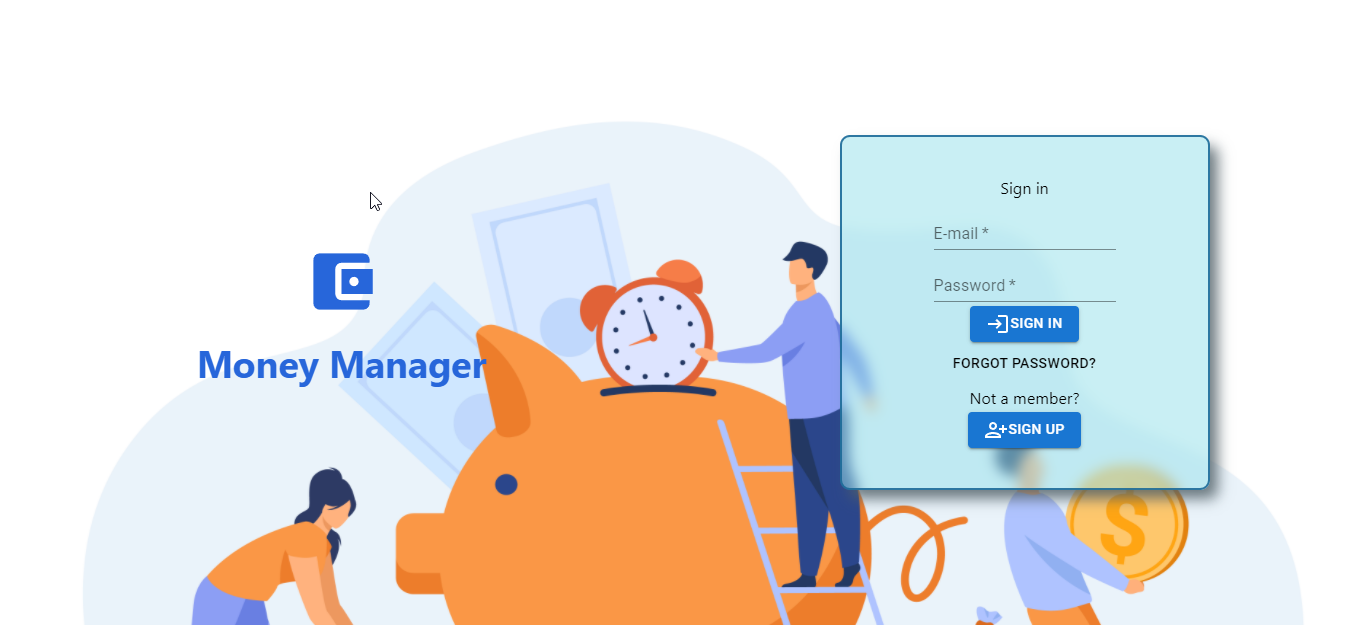 Money Manager
Sign in
E-mail *
Password *
SIGN IN
FORGOT PASSWORD?
Not a member?
SIGN UP
$